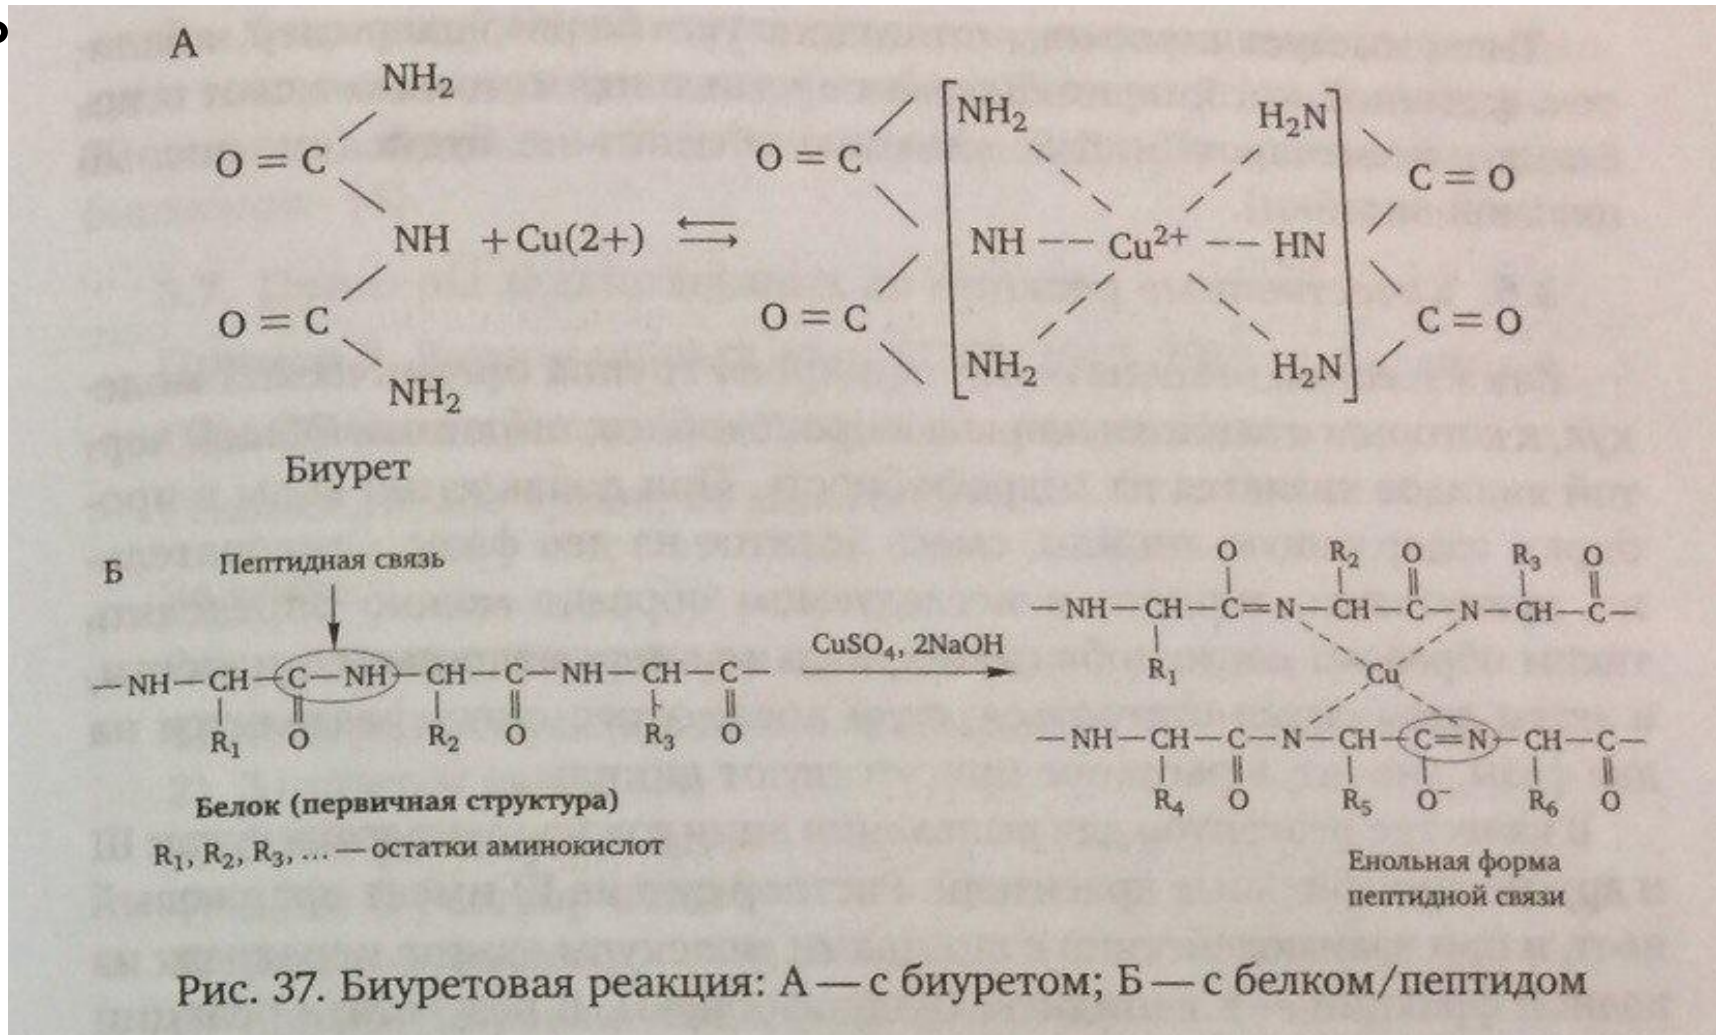 А
NH₂
O = C
NH + Cu(2+) ⇌
O = C
NH₂
Биурет
NH₂ H₂N
O = C C = O
NH -- Cu²⁺ -- HN
O = C C = O
NH₂ H₂N
Б Пептидная связь
—NH—CH—C—NH—CH—C—NH—CH—C—
R₁ O R₂ O R₃ O
Белок (первичная структура)
R₁, R₂, R₃, ... — остатки аминокислот
CuSO₄, 2NaOH
O R₂ O R₃ O
—NH—CH—C=N—CH—C—N—CH—C—
R₁
Cu
—NH—CH—C—N—CH—C=N—CH—C—
R₄ O R₅ O⁻ R₆ O
Енольная форма
пептидной связи
Рис. 37. Биуретовая реакция: А — с биуретом; Б — с белком/пептидом